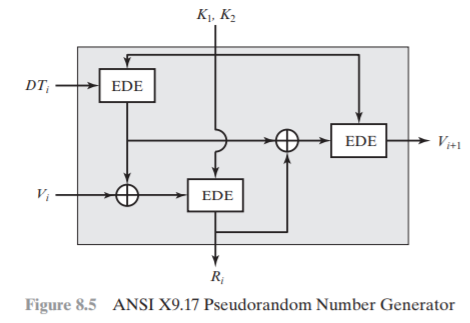 K₁, K₂
DTᵢ
EDE
EDE
Vᵢ₊₁
Vᵢ
EDE
Rᵢ
Figure 8.5 ANSI X9.17 Pseudorandom Number Generator